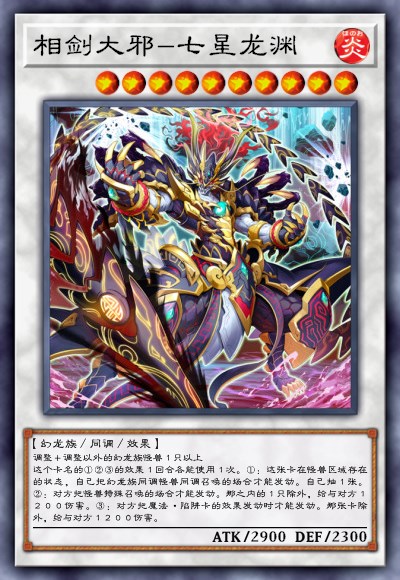 相剑大邪-七星龙渊
ほのお
炎
【幻龙族/同调/效果】
调整+调整以外的幻龙族怪兽1只以上
这个卡名的①②③的效果1回合各能使用1次。①：这张卡在怪兽区域存在
的状态，自己把幻龙族同调怪兽同调召唤的场合才能发动。自己抽1张。
②：对方把怪兽特殊召唤的场合才能发动。那之内的1只除外，给与对方1
200伤害。③：对方把魔法·陷阱卡的效果发动时才能发动。那张卡除
外，给与对方1200伤害。
ATK/2900 DEF/2300